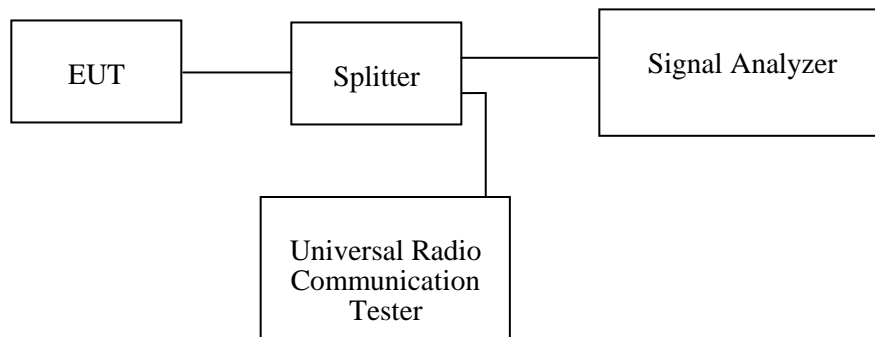 EUT
Splitter
Signal Analyzer
Universal Radio
Communication
Tester